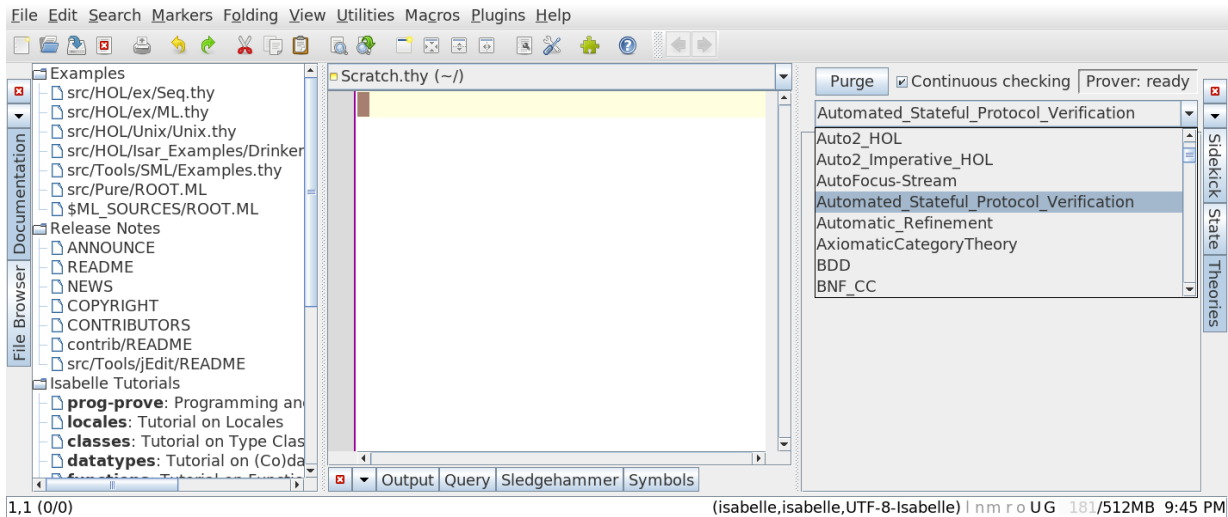 File Edit Search Markers Folding View Utilities Macros Plugins Help
Documentation
File Browser
Examples
src/HOL/ex/Seq.thy
src/HOL/ex/ML.thy
src/HOL/Unix/Unix.thy
src/HOL/Isar_Examples/Drinker
src/Tools/SML/Examples.thy
src/Pure/ROOT.ML
$ML_SOURCES/ROOT.ML
Release Notes
ANNOUNCE
README
NEWS
COPYRIGHT
CONTRIBUTORS
contrib/README
src/Tools/jEdit/README
Isabelle Tutorials
prog-prove: Programming an
locales: Tutorial on Locales
classes: Tutorial on Type Clas
datatypes: Tutorial on (Co)da
Scratch.thy (~/)
Output Query Sledgehammer Symbols
Purge Continuous checking Prover: ready
Automated_Stateful_Protocol_Verification
Auto2_HOL
Auto2_Imperative_HOL
AutoFocus-Stream
Automated_Stateful_Protocol_Verification
Automatic_Refinement
AxiomaticCategoryTheory
BDD
BNF_CC
Sidekick
State
Theories
1,1 (0/0)
(isabelle,isabelle,UTF-8-Isabelle) | n m r o U G 181/512MB 9:45 PM